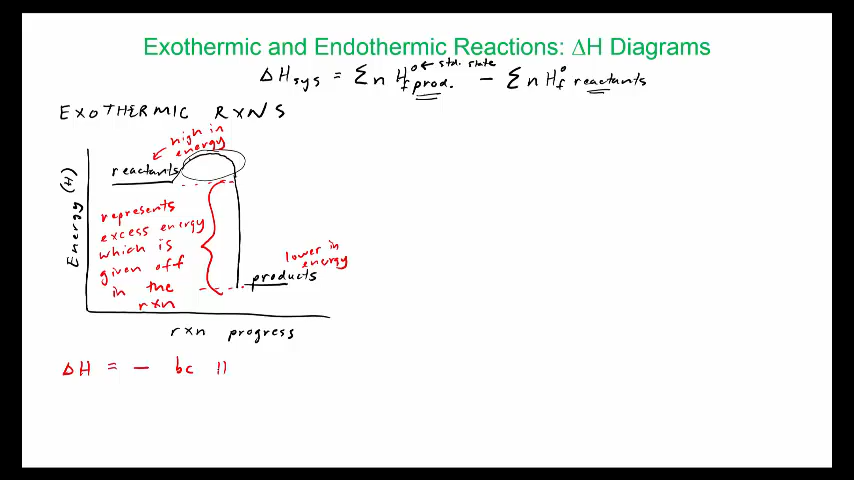 Exothermic and Endothermic Reactions: ΔH Diagrams
ΔHsys = Σ n H°f prod. – Σ n H°f reactants
← std. state
EXOTHERMIC RXNS
high in
energy
reactants
Energy (H)
represents
excess energy
which is
given off
in the
rxn
lower in
energy
products
rxn progress
ΔH = – bc